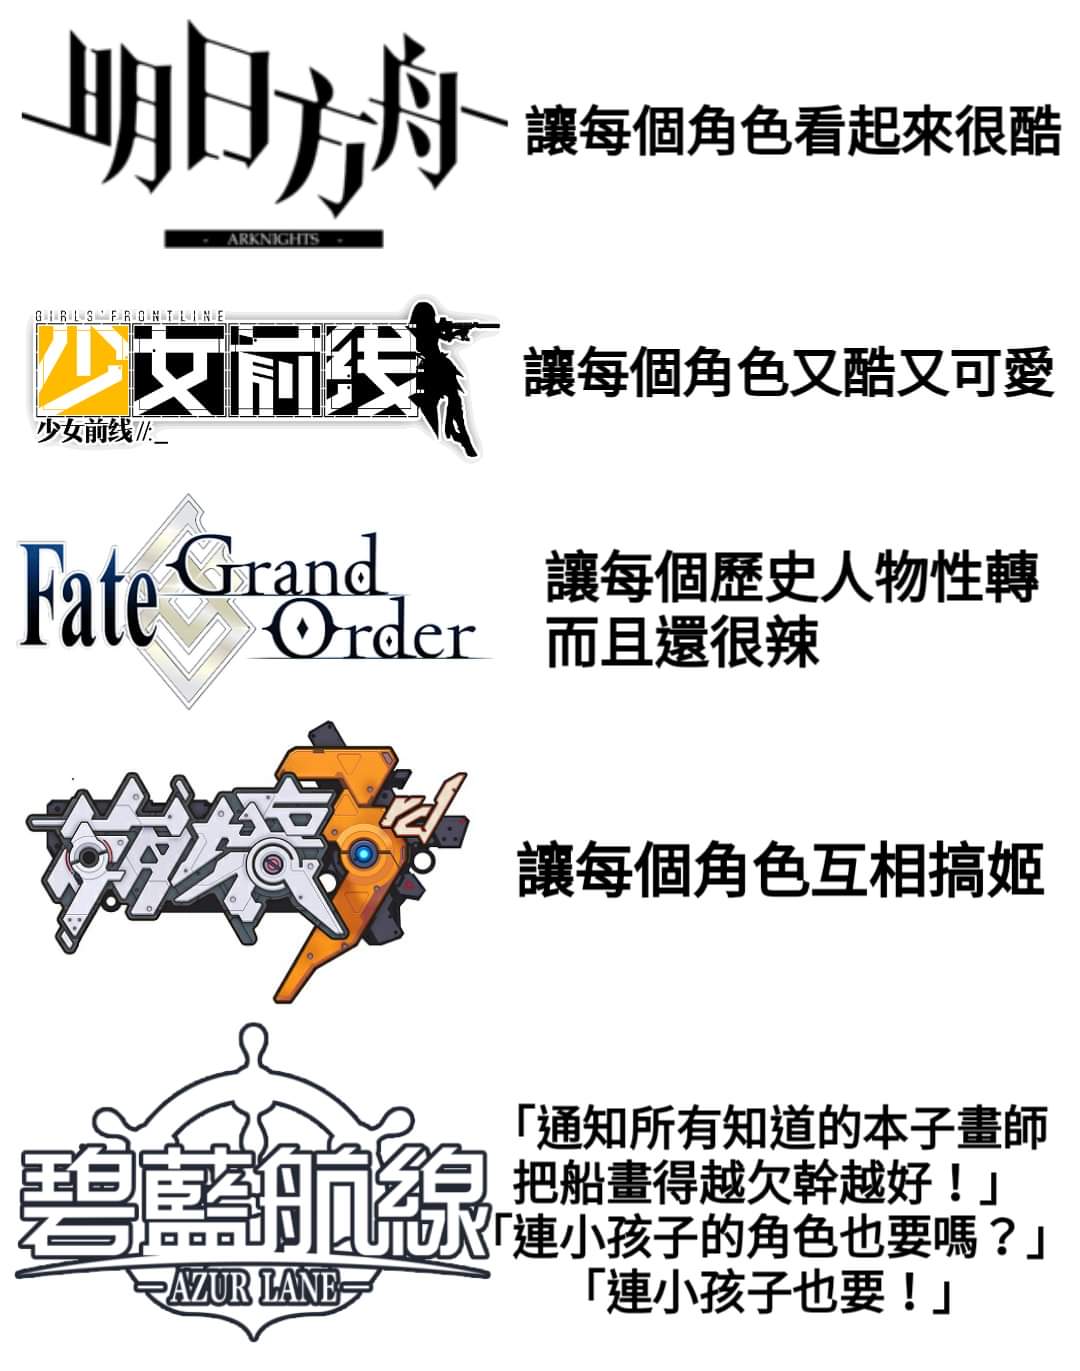 明日方舟
ARKNIGHTS
讓每個角色看起來很酷
GIRLS' FRONTLINE
少女前线
少女前线//:_
讓每個角色又酷又可愛
Fate Grand
Order
讓每個歷史人物性轉
而且還很辣
崩坏3rd
讓每個角色互相搞姬
碧藍航線
AZUR LANE
「通知所有知道的本子畫師
把船畫得越欠幹越好！」
「連小孩子的角色也要嗎？」
「連小孩子也要！」